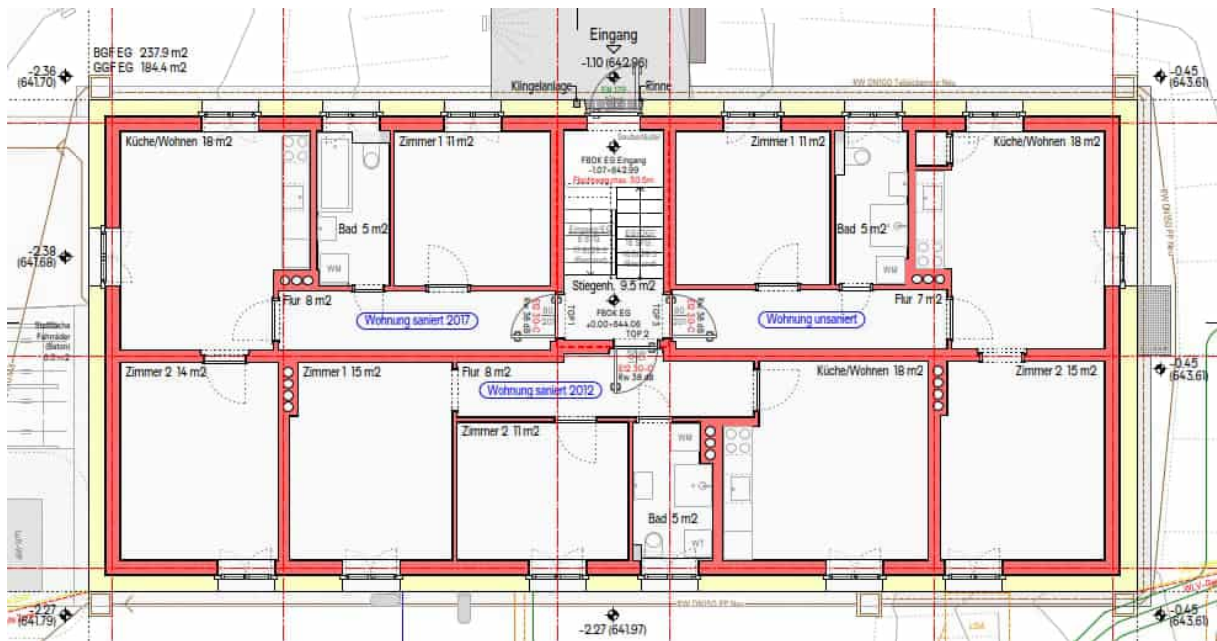 Eingang
-1.10 (642.96)
BGF EG 237.9 m2
GGF EG 184.4 m2
-2.36
(641.70)
-0.45
(643.61)
Klingelanlage
Rinne
Küche/Wohnen 18 m2
Zimmer 1 11 m2
Zimmer 1 11 m2
Küche/Wohnen 18 m2
FBOK EG Eingang
-1.07=642.99
Bad 5 m2
Bad 5 m2
WM
WM
-2.38
(641.68)
Stiegenh. 9.5 m2
Flur 8 m2
Flur 7 m2
FBOK EG
±0.00=644.06
TOP 1
TOP 2
TOP 3
Wohnung saniert 2017
Wohnung unsaniert
Zimmer 2 14 m2
Zimmer 1 15 m2
Flur 8 m2
EI2 30-C
Rw 38 dB
Küche/Wohnen 18 m2
Zimmer 2 15 m2
-0.45
(643.61)
Wohnung saniert 2012
Zimmer 2 11 m2
WM
Bad 5 m2
WT
-2.27
(641.79)
-2.27 (641.97)
-0.45
(643.61)